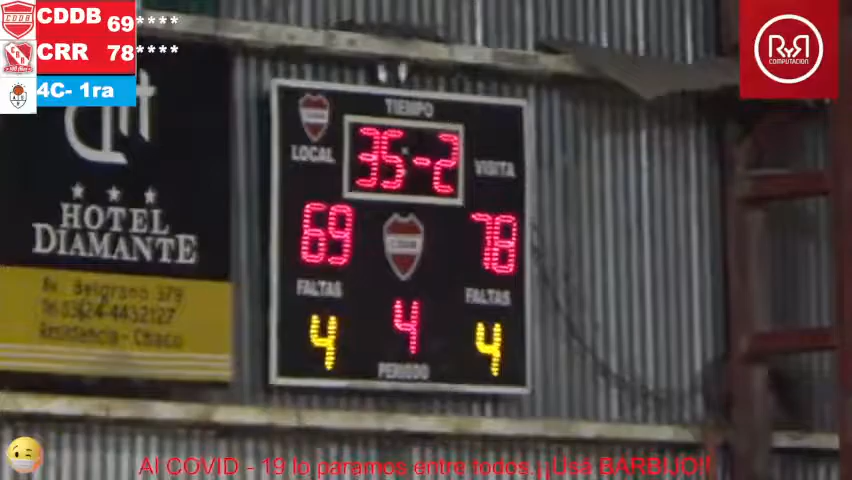 CDDB 69****
CRR 78****
4C- 1ra
RyR
COMPUTACION
TIEMPO
35-2
LOCAL
VISITA
69
CDDB
78
FALTAS
FALTAS
4
4
4
PERIODO
HOTEL
DIAMANTE
Av. Belgrano 379
Resistencia - Chaco
Al COVID - 19 lo paramos entre todos.¡¡Usá BARBIJO!!